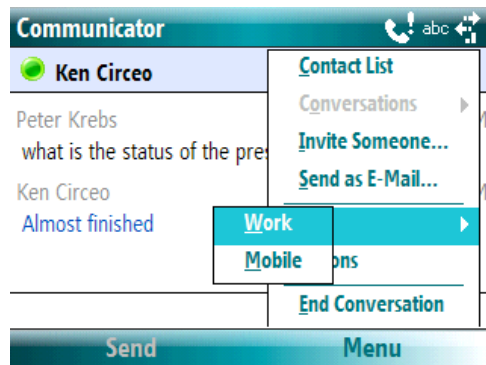 Communicator abc
Ken Circeo
Peter Krebs
what is the status of the pres
Ken Circeo
Almost finished
Contact List
Conversations
Invite Someone...
Send as E-Mail...
Work
Mobile
ons
End Conversation
Send Menu